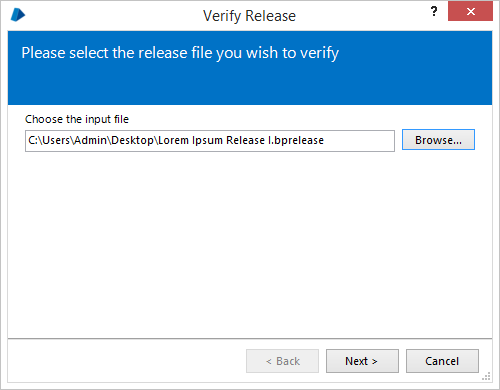 Verify Release
?
Please select the release file you wish to verify
Choose the input file
C:\Users\Admin\Desktop\Lorem Ipsum Release I.bprelease
Browse...
< Back
Next >
Cancel